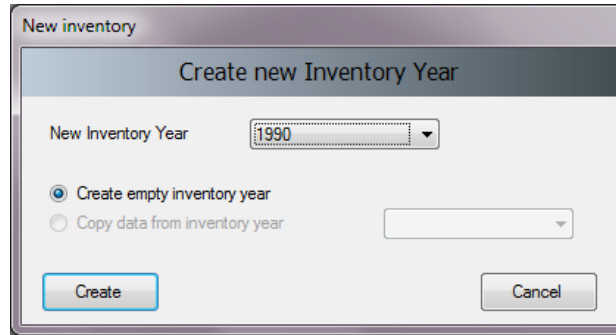 New inventory
Create new Inventory Year
New Inventory Year 1990
Create empty inventory year
Copy data from inventory year
Create Cancel